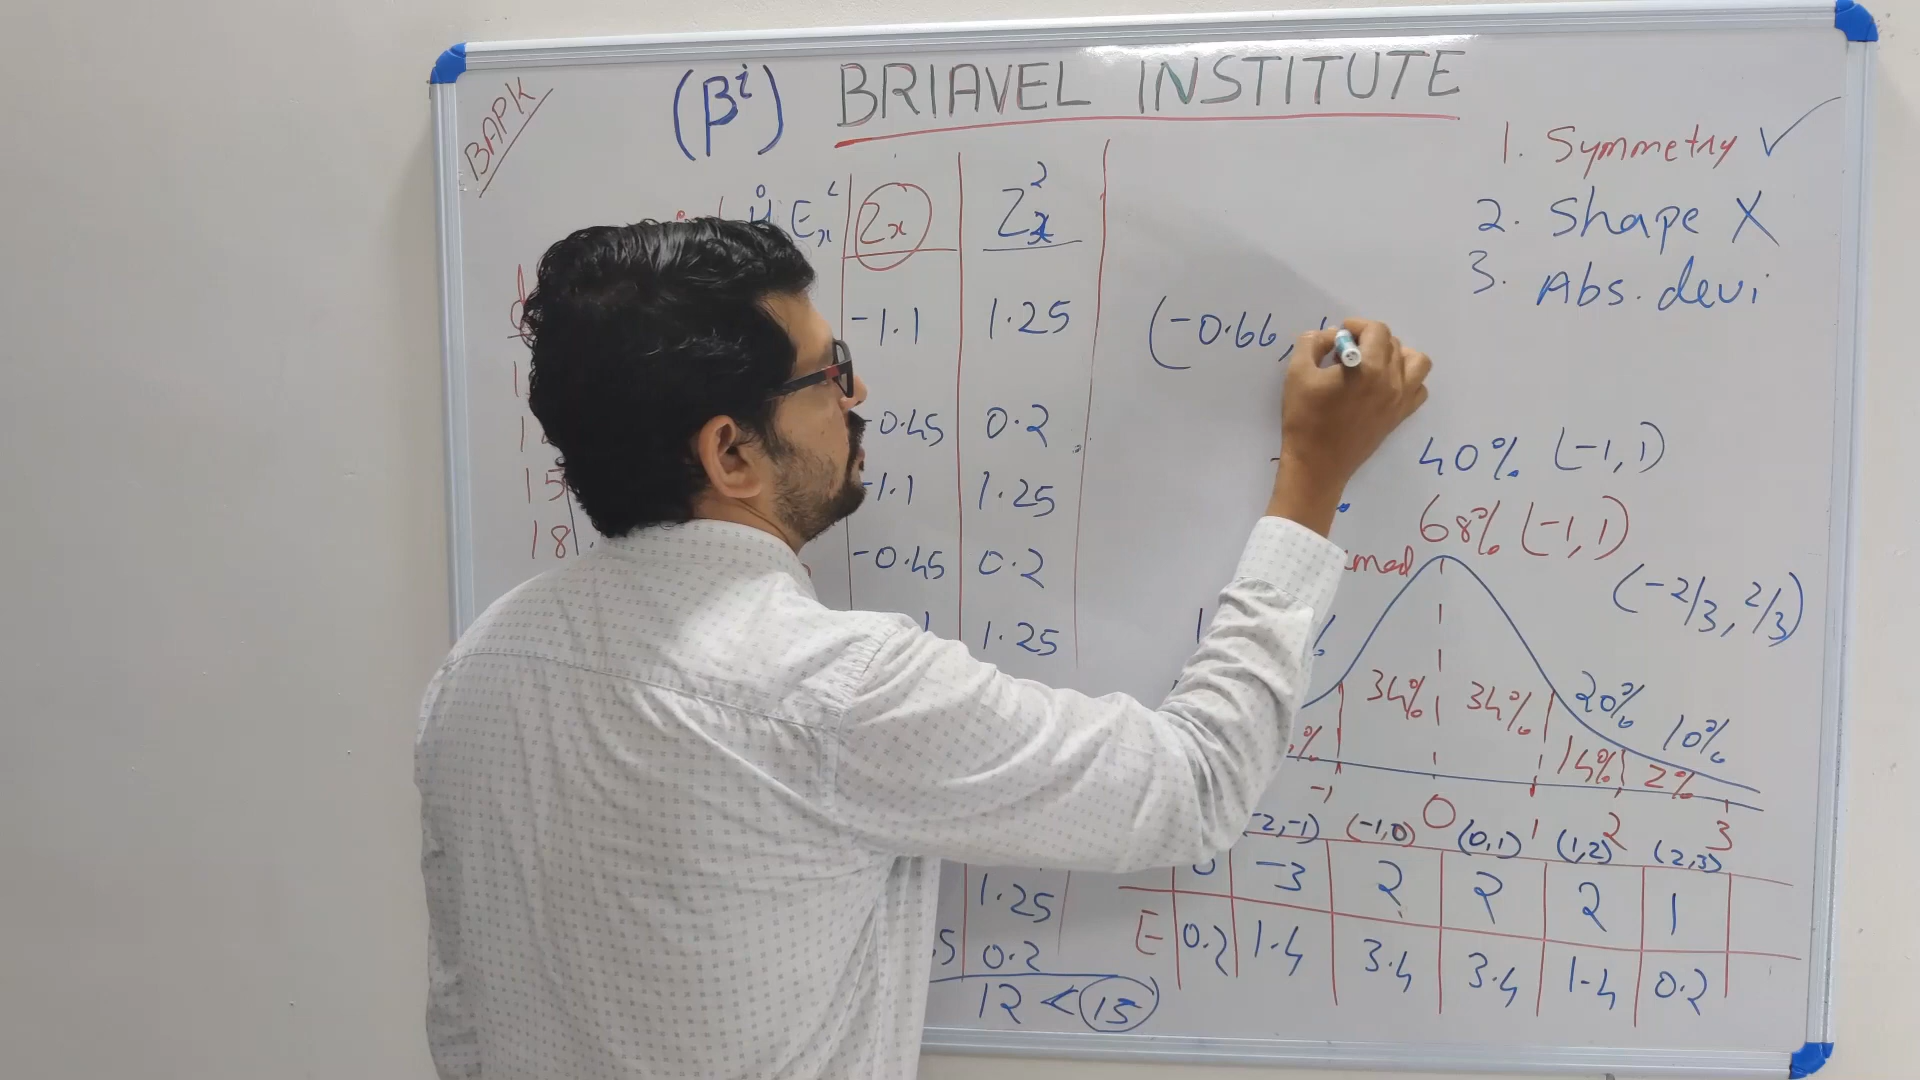 BAPK
(βi) BRIAVEL INSTITUTE
1. Symmetry ✓
2. Shape X
3. Abs. devi
Ex Zx Zx²
-1.1 1.25 (-0.66,
-0.45 0.2 40% (-1,1)
15 -1.1 1.25 68% (-1,1)
18 -0.45 0.2
1.25 (-2/3, 2/3)
34% 34% 20% 10%
14% 2%
-1 0 1 2 3
-2,-1) (-1,0) (0,1) (1,2) (2,3)
-3 2 2 2 1
1.25
E 0.2 1.4 3.4 3.4 1.4 0.2
0.2
12 < 15